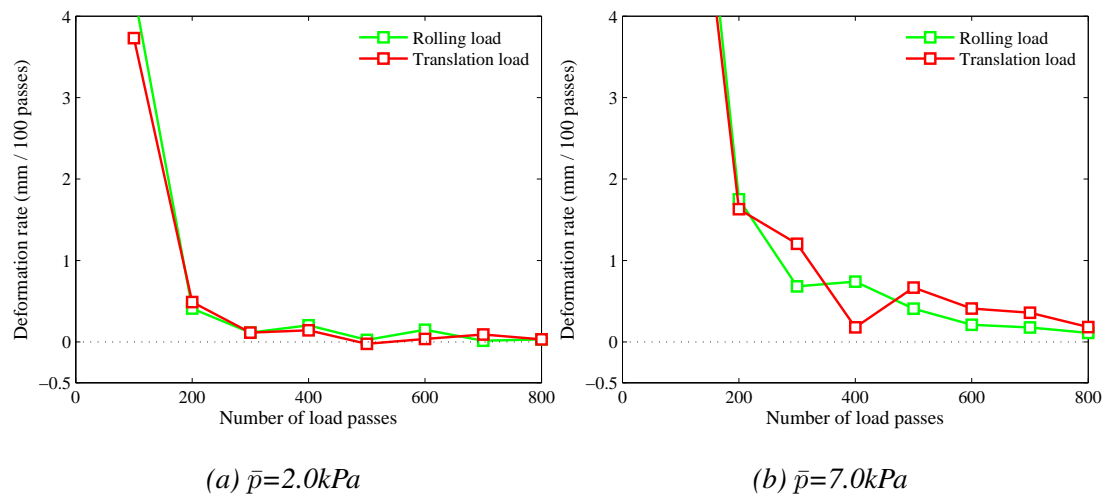 4
3
2
1
0
−0.5
0
200
400
600
800
Deformation rate (mm / 100 passes)
Number of load passes
Rolling load
Translation load
(a) p̄=2.0kPa
4
3
2
1
0
−0.5
0
200
400
600
800
Deformation rate (mm / 100 passes)
Number of load passes
Rolling load
Translation load
(b) p̄=7.0kPa